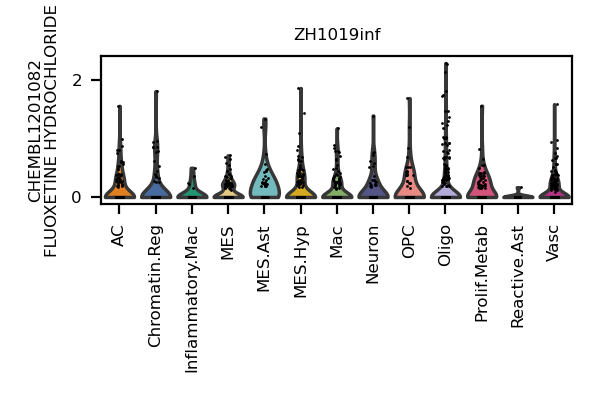 ZH1019inf
CHEMBL1201082
FLUOXETINE HYDROCHLORIDE
2
0
AC
Chromatin.Reg
Inflammatory.Mac
MES
MES.Ast
MES.Hyp
Mac
Neuron
OPC
Oligo
Prolif.Metab
Reactive.Ast
Vasc